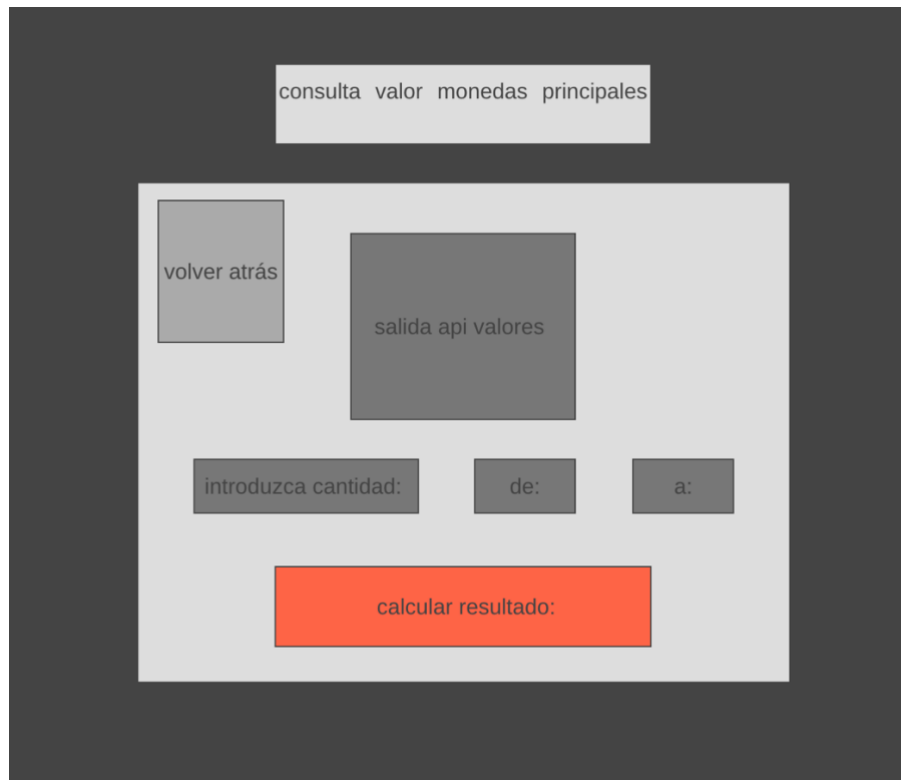 consulta valor monedas principales
volver atrás
salida api valores
introduzca cantidad:
de:
a:
calcular resultado: